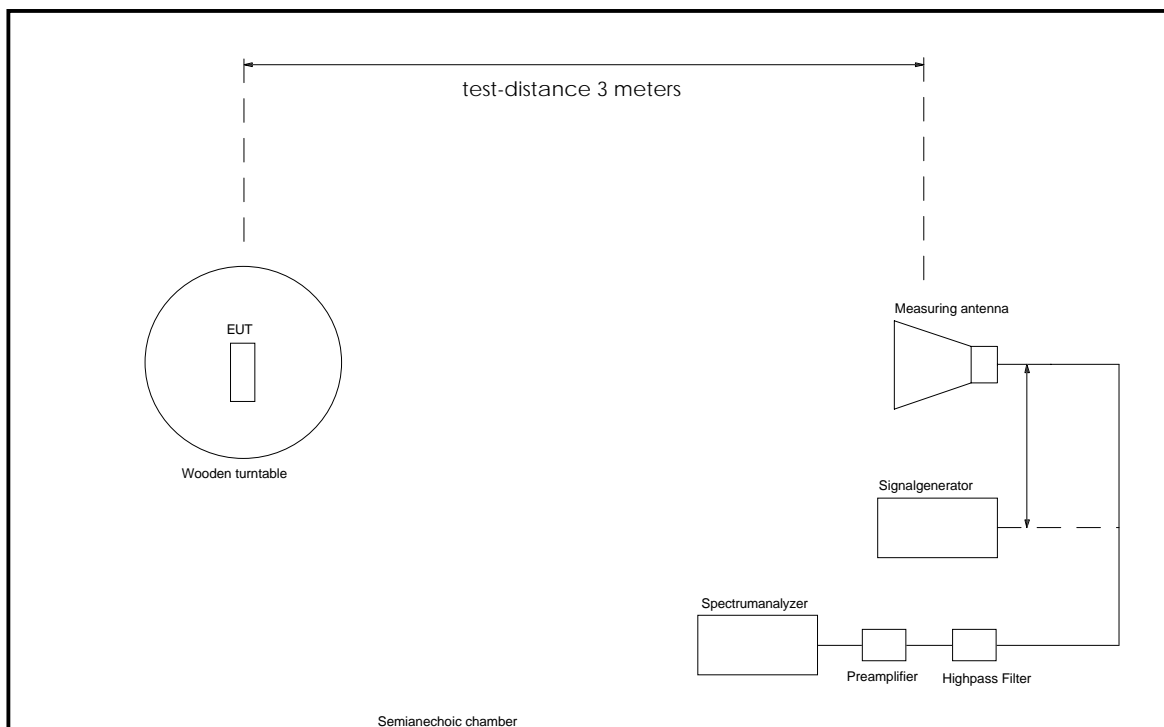 test-distance 3 meters
Measuring antenna
EUT
Wooden turntable
Signalgenerator
Spectrumanalyzer
Preamplifier
Highpass Filter
Semianechoic chamber